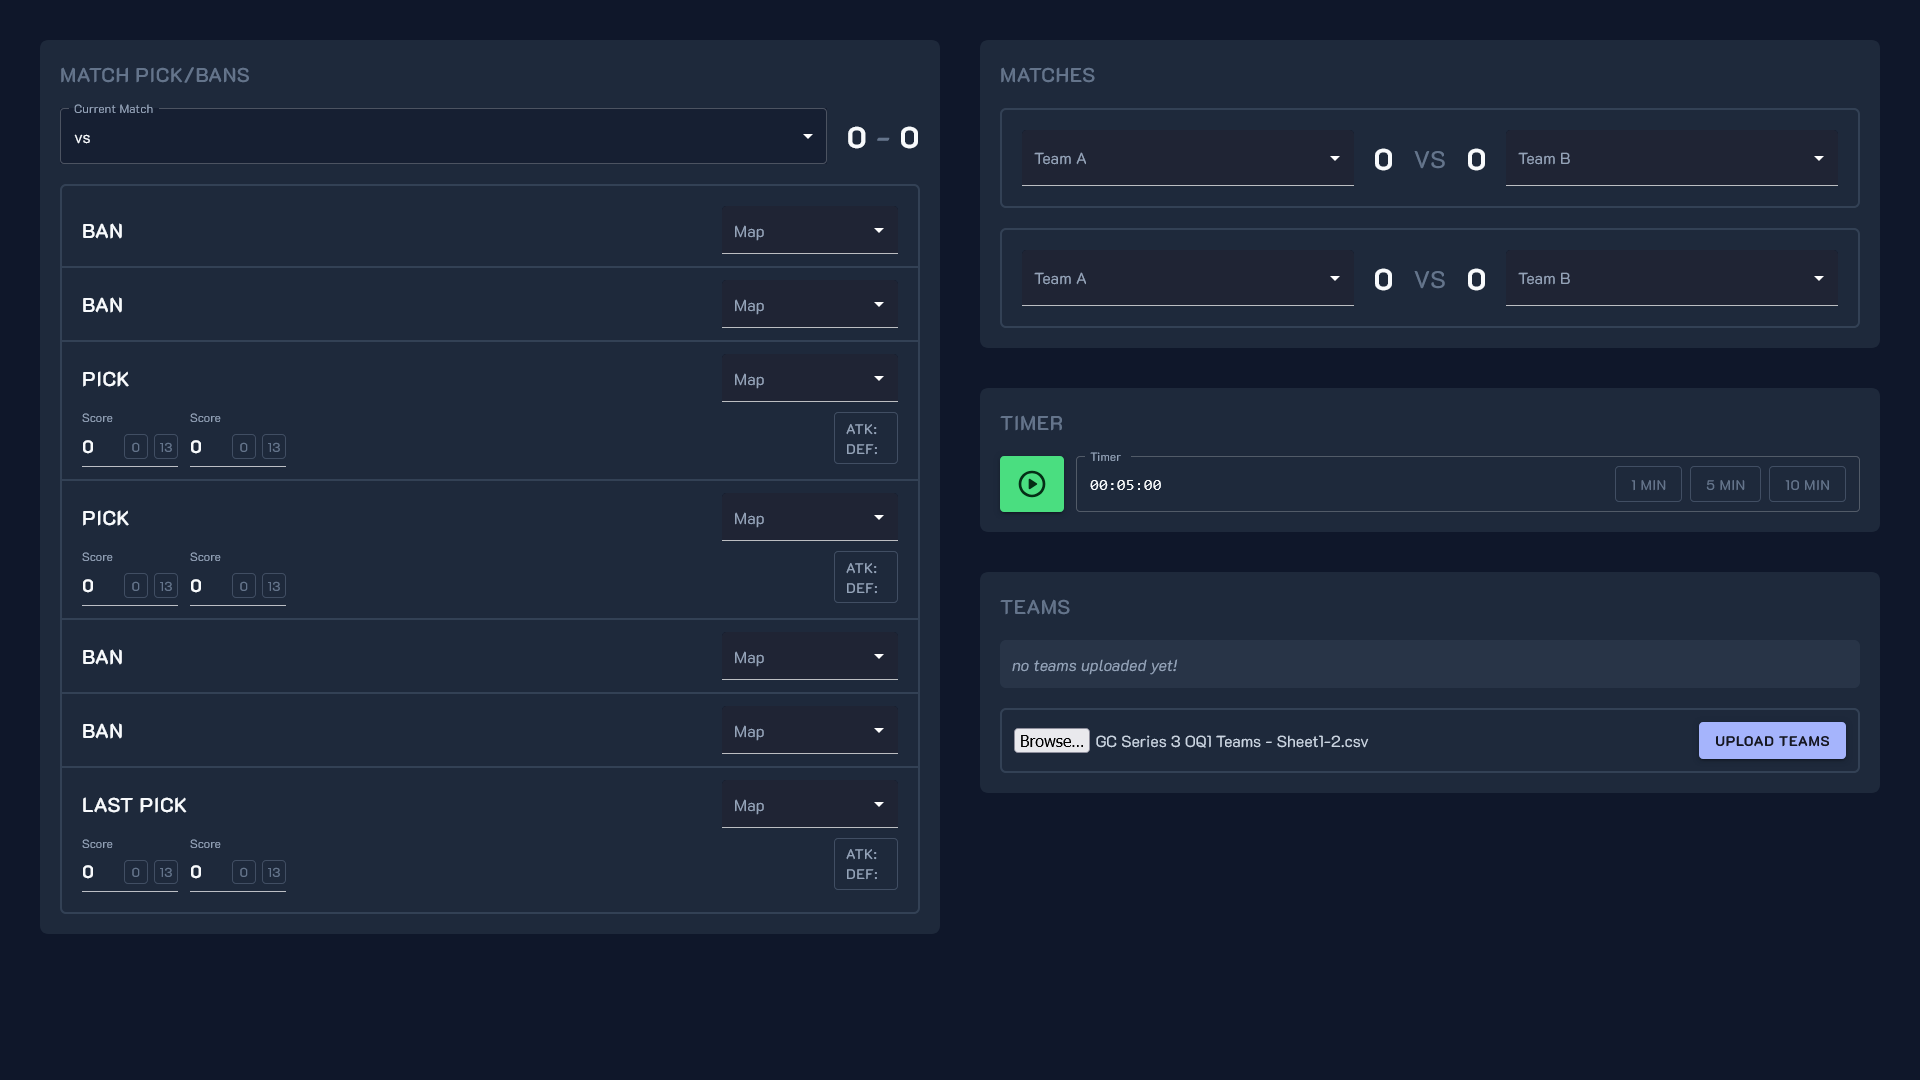 MATCH PICK/BANS
Current Match
vs
0 - 0
BAN
Map
BAN
Map
PICK
Map
Score
Score
0 0 13 0 0 13
ATK:
DEF:
PICK
Map
Score
Score
0 0 13 0 0 13
ATK:
DEF:
BAN
Map
BAN
Map
LAST PICK
Map
Score
Score
0 0 13 0 0 13
ATK:
DEF:
MATCHES
Team A 0 VS 0 Team B
Team A 0 VS 0 Team B
TIMER
Timer
00:05:00 1 MIN 5 MIN 10 MIN
TEAMS
no teams uploaded yet!
Browse... GC Series 3 OQ1 Teams - Sheet1-2.csv UPLOAD TEAMS